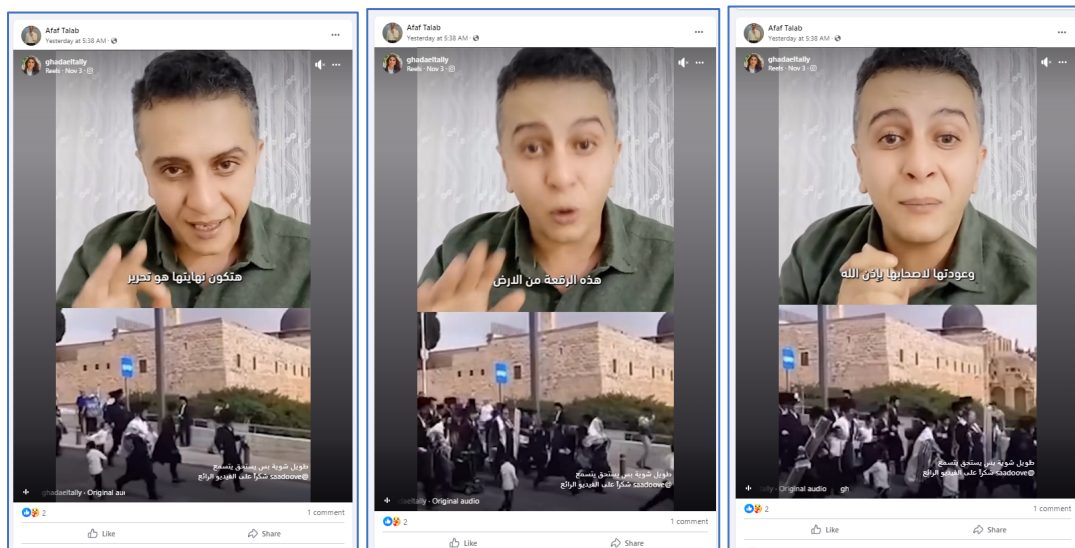 Afaf Talab
Yesterday at 5:38 AM ·
ghadaeltally
Reels · Nov 3 ·
هتكون نهايتها هو تحرير
طويل شوية بس يستحق يتسمع
@saadoove شكراً على الفيديو الرائع
ghadaeltally · Original au
2
1 comment
Like
Share
Afaf Talab
Yesterday at 5:38 AM ·
ghadaeltally
Reels · Nov 3 ·
هذه الرقعة من الارض
طويل شوية بس يستحق يتسمع
@saadoove شكراً على الفيديو الرائع
daeltally · Original audio
2
1 comment
Like
Share
Afaf Talab
Yesterday at 5:38 AM ·
ghadaeltally
Reels · Nov 3 ·
وعودتها لاصحابها بإذن الله
طويل شوية بس يستحق يتسمع
@saadoove شكراً على الفيديو الرائع
tally · Original audio gh
2
1 comment
Like
Share